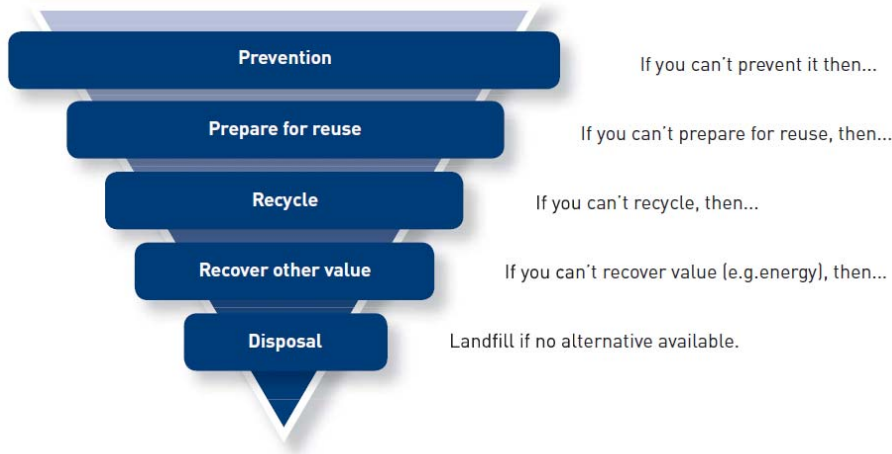 Prevention
If you can't prevent it then...
Prepare for reuse
If you can't prepare for reuse, then...
Recycle
If you can't recycle, then...
Recover other value
If you can't recover value (e.g.energy), then...
Disposal
Landfill if no alternative available.